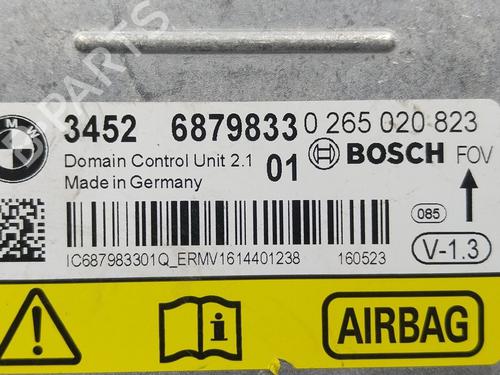 BMW
3452 6879833 0 265 020 823
Domain Control Unit 2.1 01 BOSCH FOV
Made in Germany
085
IC687983301Q_ERMV1614401238 160523
V-1.3
i
AIRBAG